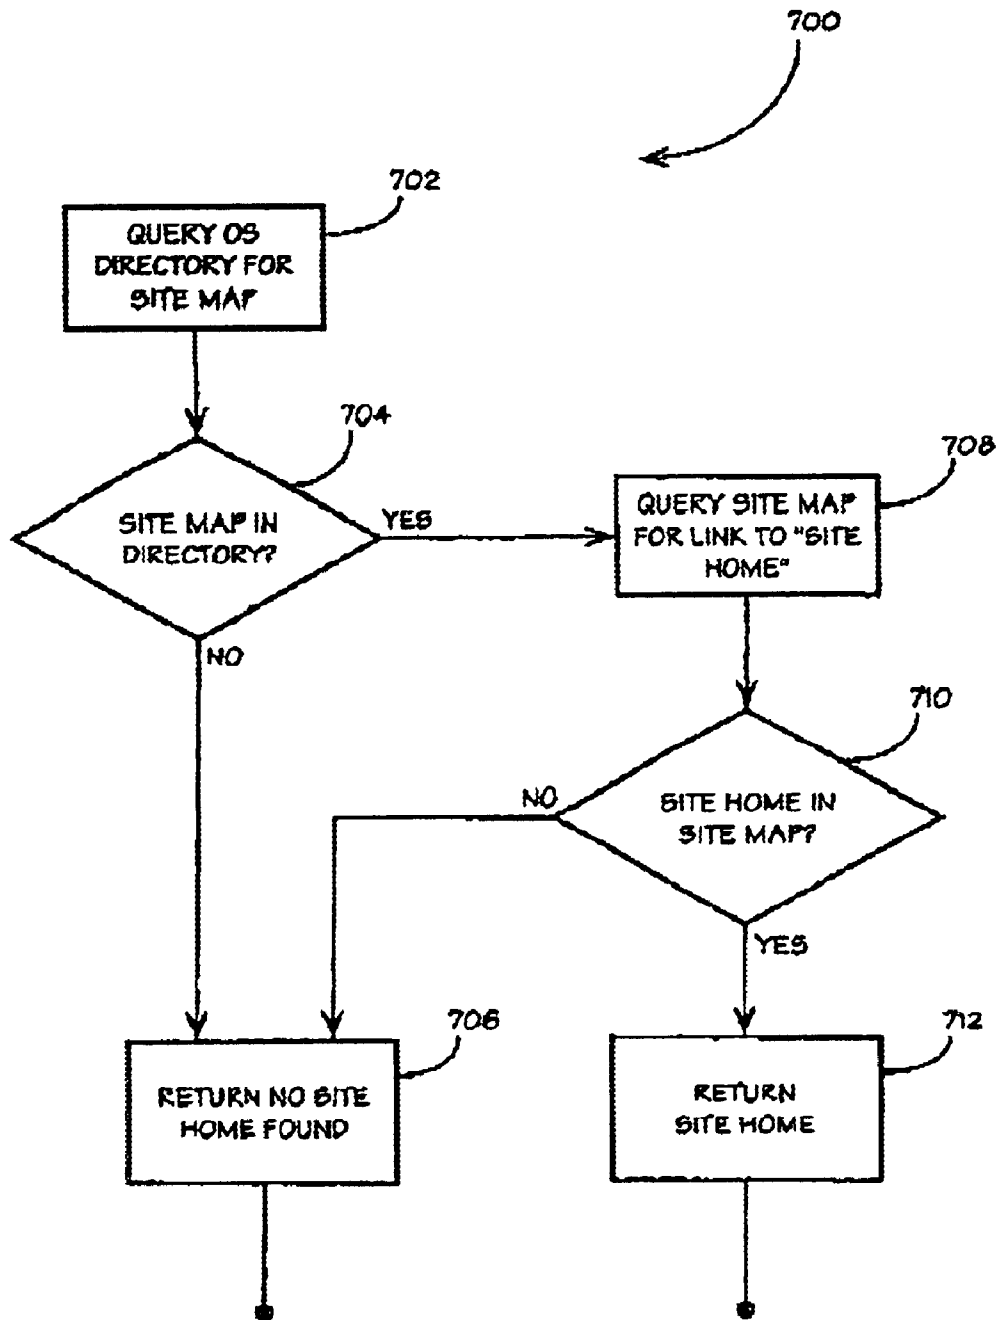 700
702
QUERY OS
DIRECTORY FOR
SITE MAP
704
SITE MAP IN
DIRECTORY?
YES
NO
708
QUERY SITE MAP
FOR LINK TO "SITE
HOME"
710
SITE HOME IN
SITE MAP?
NO
YES
706
RETURN NO SITE
HOME FOUND
712
RETURN
SITE HOME